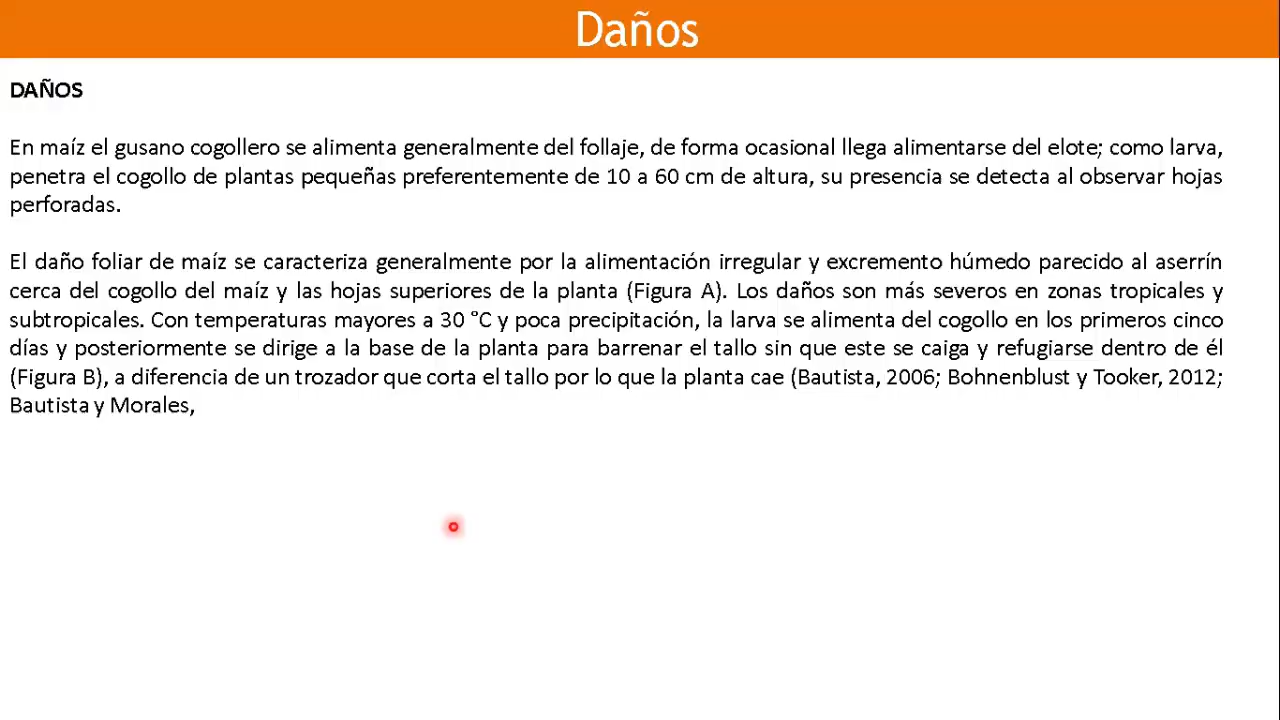 Daños
DAÑOS
En maíz el gusano cogollero se alimenta generalmente del follaje, de forma ocasional llega alimentarse del elote; como larva,
penetra el cogollo de plantas pequeñas preferentemente de 10 a 60 cm de altura, su presencia se detecta al observar hojas
perforadas.
El daño foliar de maíz se caracteriza generalmente por la alimentación irregular y excremento húmedo parecido al aserrín
cerca del cogollo del maíz y las hojas superiores de la planta (Figura A). Los daños son más severos en zonas tropicales y
subtropicales. Con temperaturas mayores a 30 °C y poca precipitación, la larva se alimenta del cogollo en los primeros cinco
días y posteriormente se dirige a la base de la planta para barrenar el tallo sin que este se caiga y refugiarse dentro de él
(Figura B), a diferencia de un trozador que corta el tallo por lo que la planta cae (Bautista, 2006; Bohnenblust y Tooker, 2012;
Bautista y Morales,